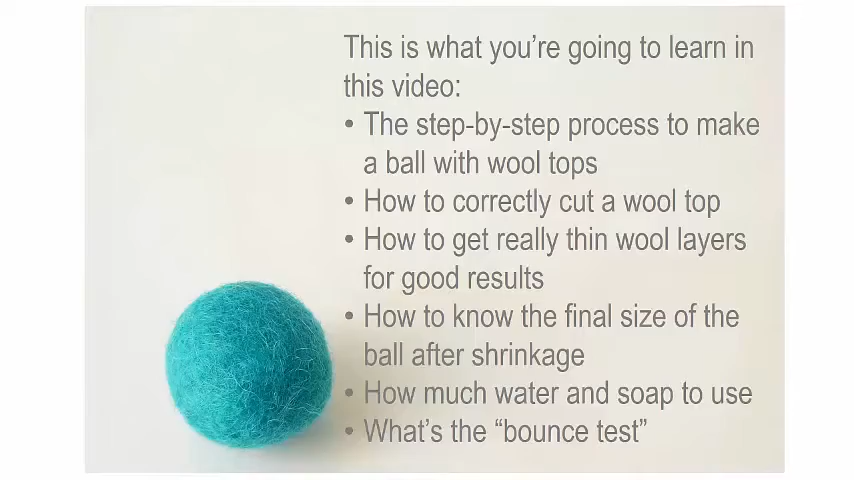 This is what you’re going to learn in
this video:
• The step-by-step process to make
a ball with wool tops
• How to correctly cut a wool top
• How to get really thin wool layers
for good results
• How to know the final size of the
ball after shrinkage
• How much water and soap to use
• What’s the “bounce test”